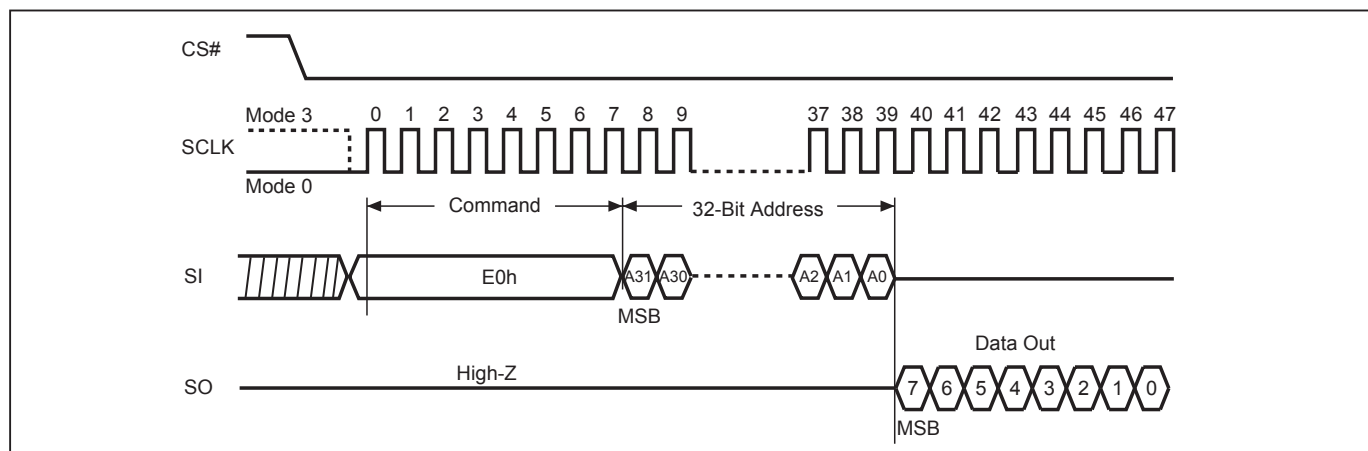 CS#
Mode 3
0 1 2 3 4 5 6 7 8 9 37 38 39 40 41 42 43 44 45 46 47
SCLK
Mode 0
Command 32-Bit Address
SI E0h A31 A30 A2 A1 A0
MSB
Data Out
High-Z
SO 7 6 5 4 3 2 1 0
MSB